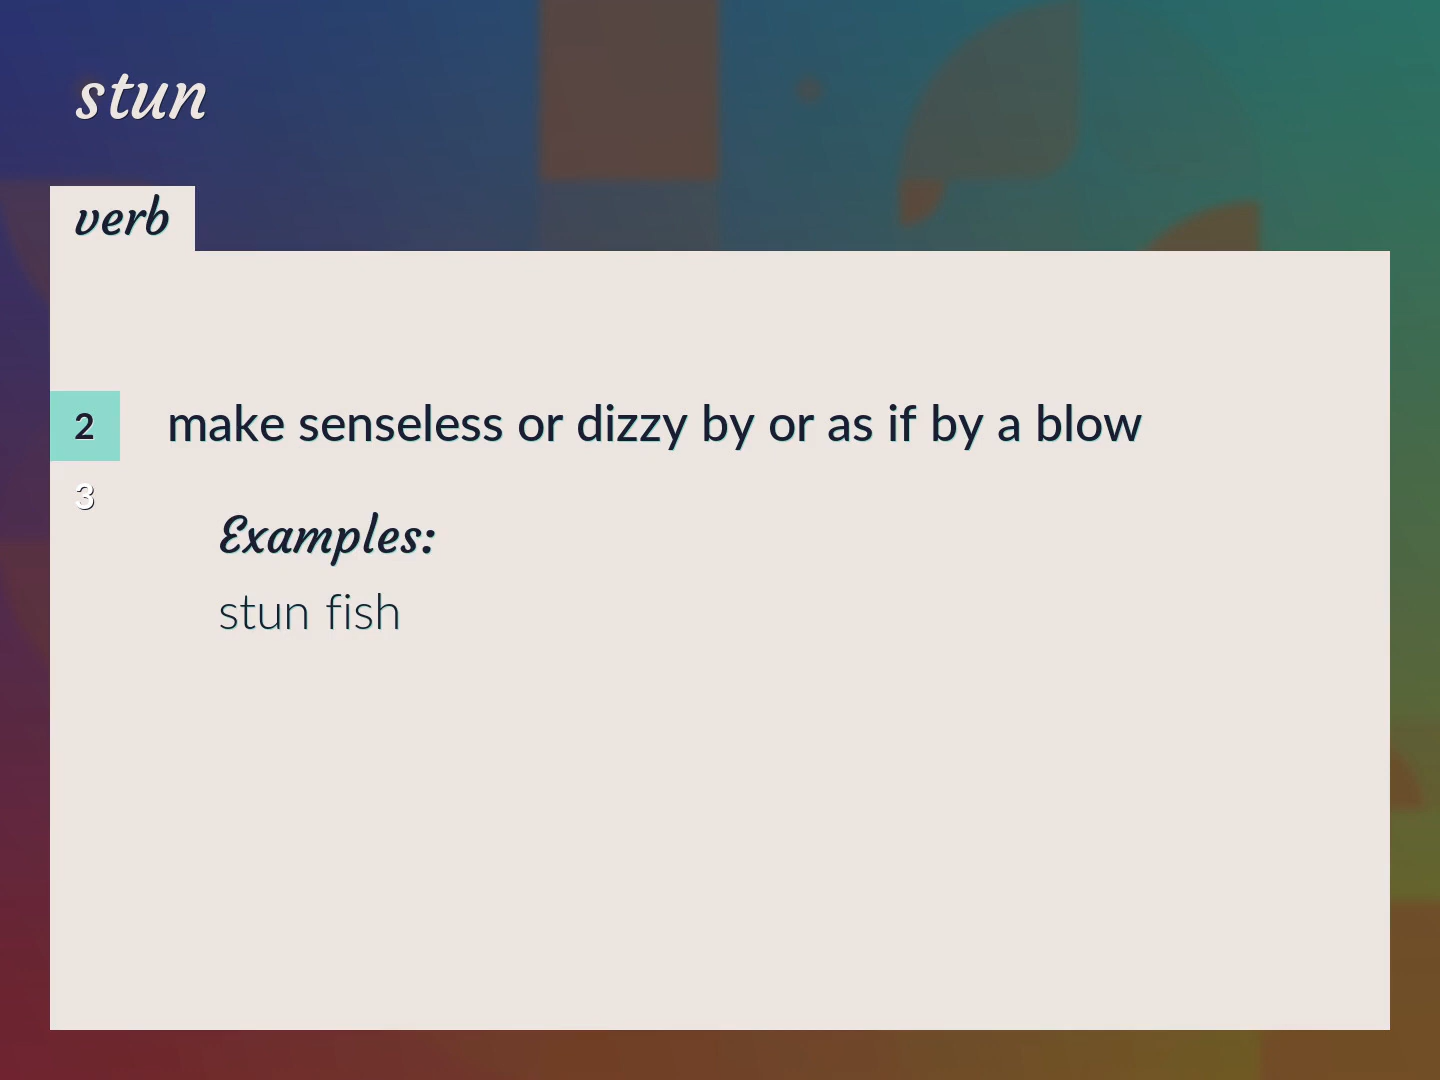 stun
verb
2 make senseless or dizzy by or as if by a blow
3
Examples:
stun fish